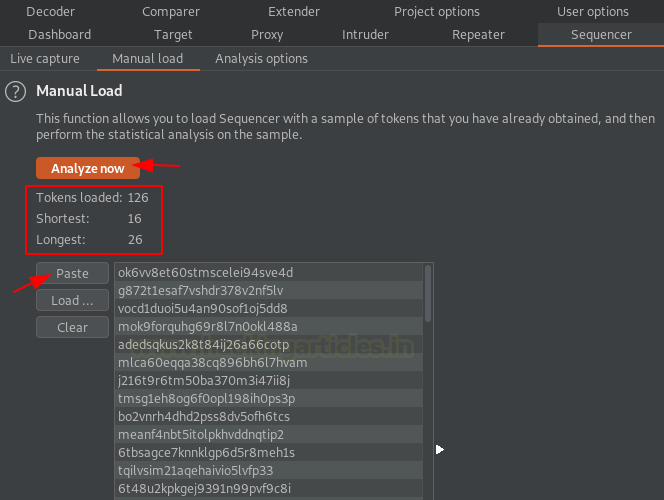 Decoder Comparer Extender Project options User options
Dashboard Target Proxy Intruder Repeater Sequencer
Live capture Manual load Analysis options
? Manual Load
This function allows you to load Sequencer with a sample of tokens that you have already obtained, and then
perform the statistical analysis on the sample.
Analyze now
Tokens loaded: 126
Shortest: 16
Longest: 26
Paste
Load ...
Clear
ok6vv8et60stmscelei94sve4d
g872t1esaf7vshdr378v2nf5lv
vocd1duoi5u4an90sof1oj5dd8
mok9forquhg69r8l7n0okl488a
adedsqkus2k8t84ij26a66cotp
mlca60eqqa38cq896bh6l7hvam
j216t9r6tm50ba370m3i47ii8j
tmsg1eh8og6f0opl198ih0ps3p
bo2vnrh4dhd2pss8dv5ofh6tcs
meanf4nbt5itolpkhvddnqtip2
6tbsagce7knnklgp6d5r8meh1s
tqilvsim21aqehaivio5lvfp33
6t48u2kpkgej9391n99pvf9c8i